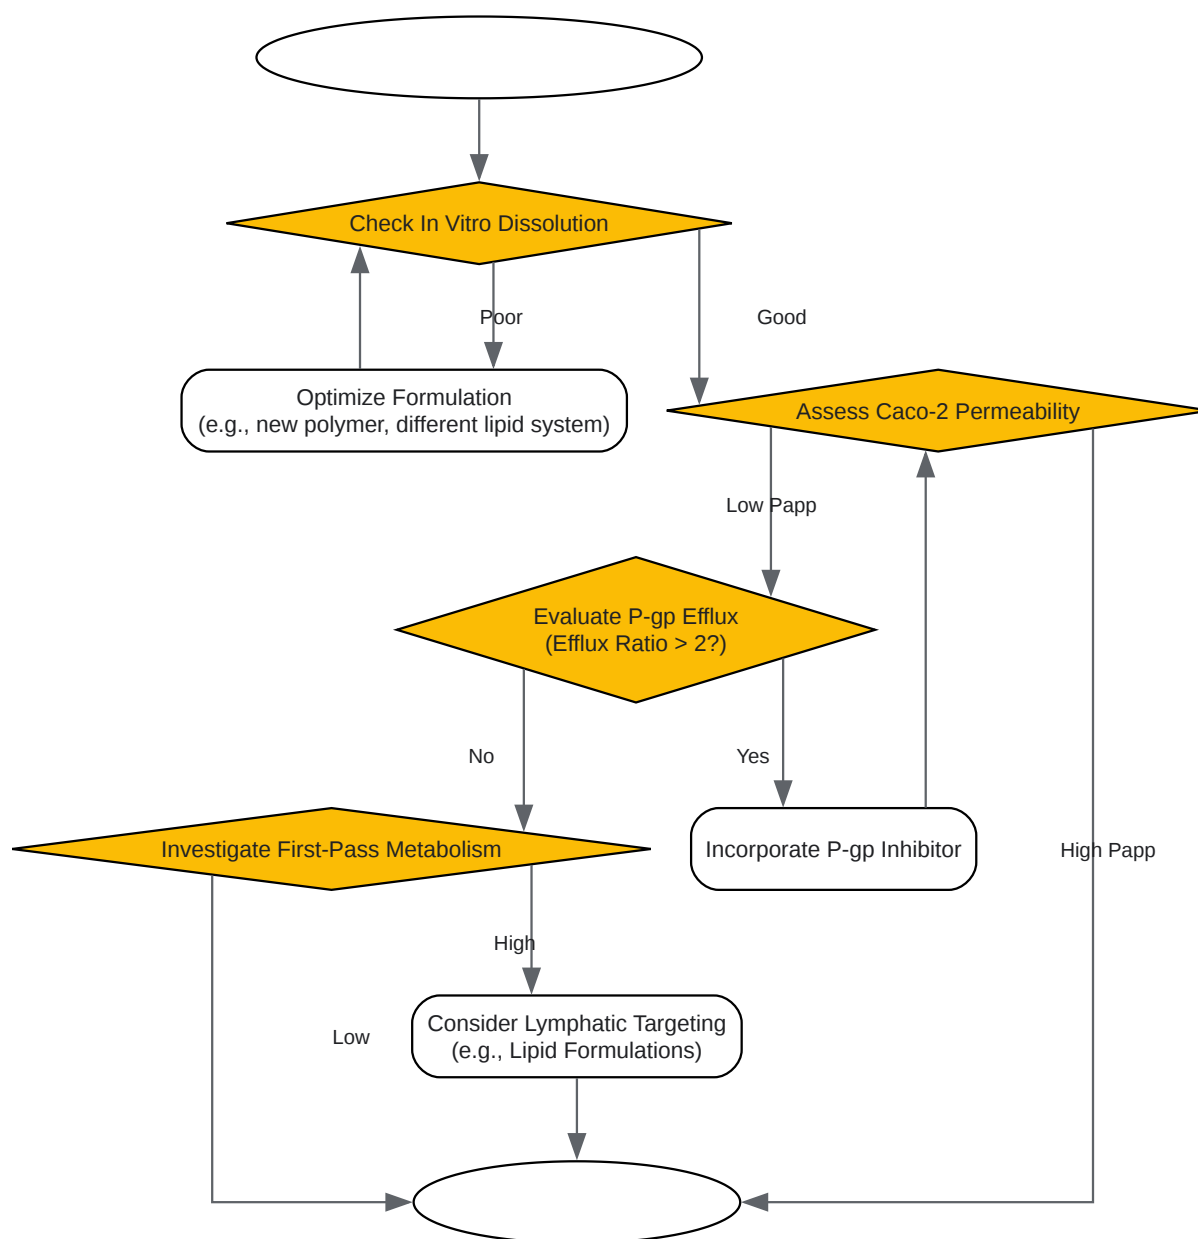 Check In Vitro Dissolution
Poor
Good
Optimize Formulation
(e.g., new polymer, different lipid system)
Assess Caco-2 Permeability
Low Papp
Evaluate P-gp Efflux
(Efflux Ratio > 2?)
No
Yes
Investigate First-Pass Metabolism
Incorporate P-gp Inhibitor
High Papp
High
Low
Consider Lymphatic Targeting
(e.g., Lipid Formulations)